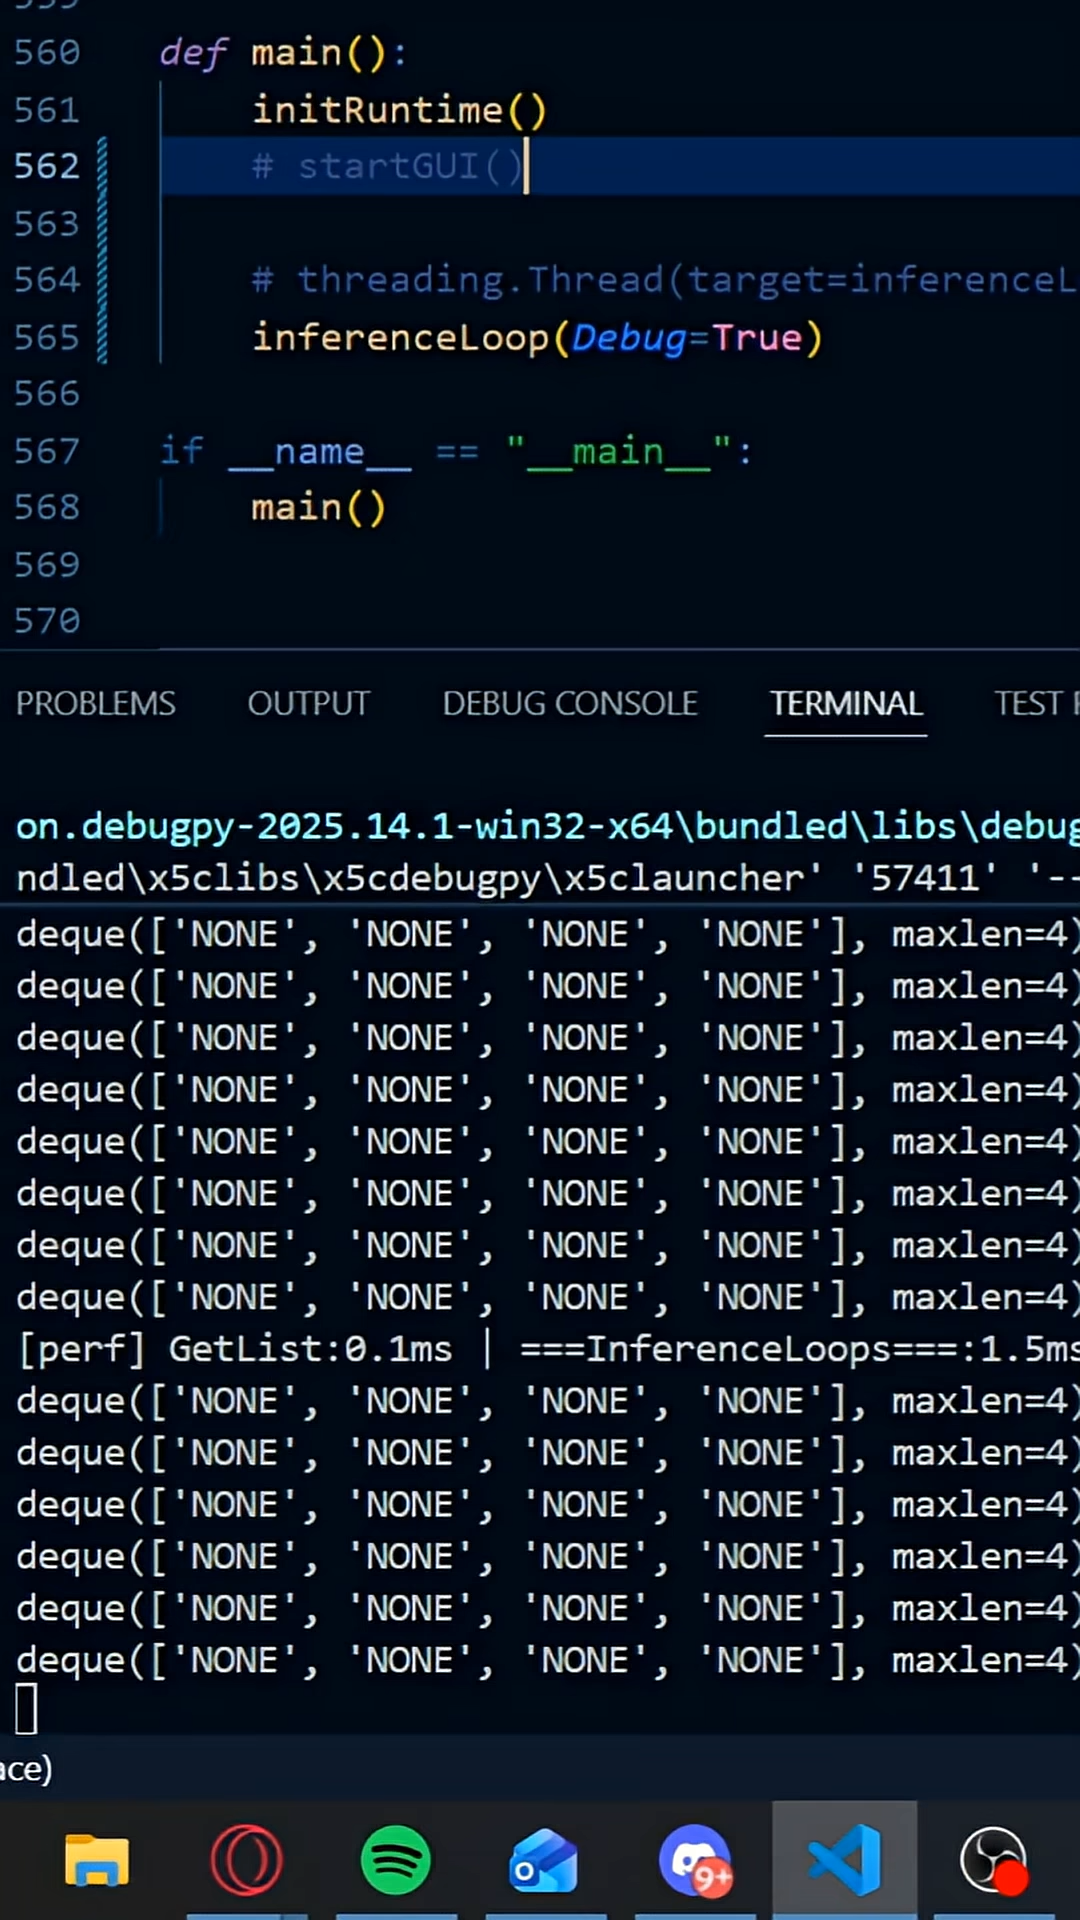 559
560 def main():
561 initRuntime()
562 # startGUI()
563
564 # threading.Thread(target=inferenceL
565 inferenceLoop(Debug=True)
566
567 if __name__ == "__main__":
568 main()
569
570
PROBLEMS OUTPUT DEBUG CONSOLE TERMINAL TEST
on.debugpy-2025.14.1-win32-x64\bundled\libs\debug
ndled\x5clibs\x5cdebugpy\x5clauncher' '57411' '--
deque(['NONE', 'NONE', 'NONE', 'NONE'], maxlen=4)
deque(['NONE', 'NONE', 'NONE', 'NONE'], maxlen=4)
deque(['NONE', 'NONE', 'NONE', 'NONE'], maxlen=4)
deque(['NONE', 'NONE', 'NONE', 'NONE'], maxlen=4)
deque(['NONE', 'NONE', 'NONE', 'NONE'], maxlen=4)
deque(['NONE', 'NONE', 'NONE', 'NONE'], maxlen=4)
deque(['NONE', 'NONE', 'NONE', 'NONE'], maxlen=4)
deque(['NONE', 'NONE', 'NONE', 'NONE'], maxlen=4)
[perf] GetList:0.1ms | ===InferenceLoops===:1.5ms
deque(['NONE', 'NONE', 'NONE', 'NONE'], maxlen=4)
deque(['NONE', 'NONE', 'NONE', 'NONE'], maxlen=4)
deque(['NONE', 'NONE', 'NONE', 'NONE'], maxlen=4)
deque(['NONE', 'NONE', 'NONE', 'NONE'], maxlen=4)
deque(['NONE', 'NONE', 'NONE', 'NONE'], maxlen=4)
deque(['NONE', 'NONE', 'NONE', 'NONE'], maxlen=4)
ace)
9+